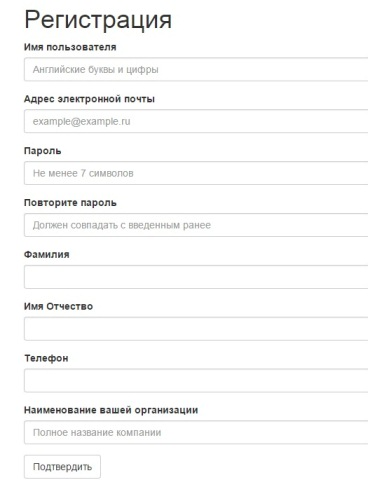 Регистрация
Имя пользователя
Английские буквы и цифры
Адрес электронной почты
example@example.ru
Пароль
Не менее 7 символов
Повторите пароль
Должен совпадать с введенным ранее
Фамилия
Имя Отчество
Телефон
Наименование вашей организации
Полное название компании
Подтвердить